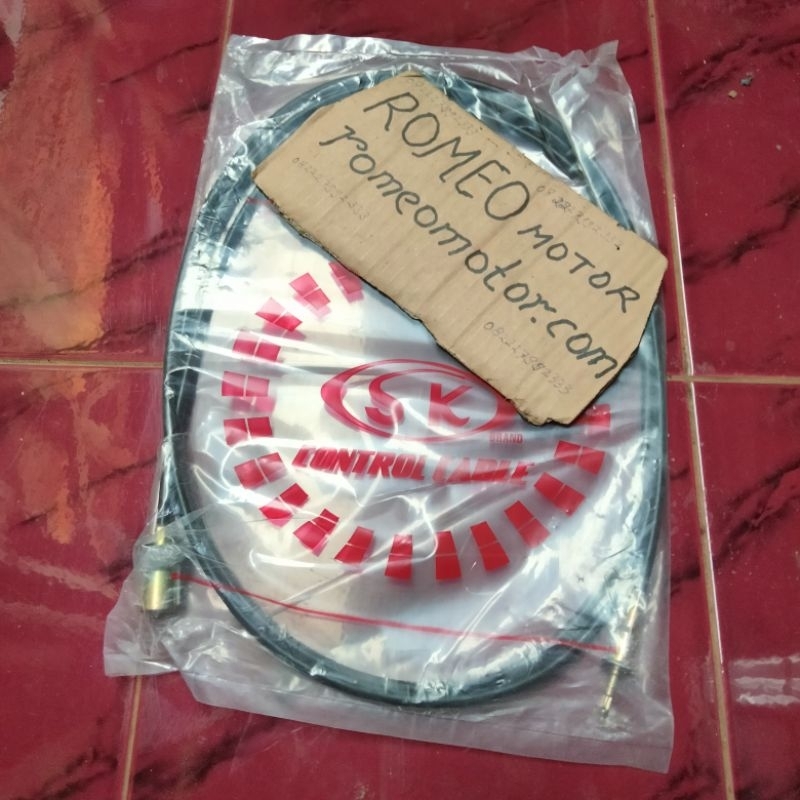 ROMEO MOTOR
romeomotor.com
SK
BRAND
CONTROL CABLE